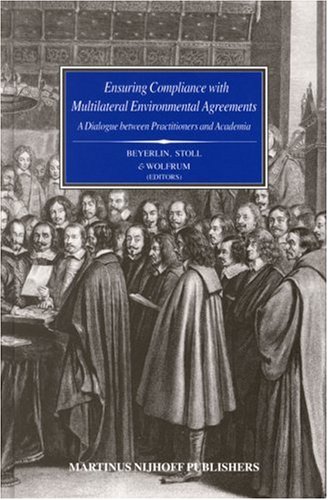 Ensuring Compliance with
Multilateral Environmental Agreements
A Dialogue between Practitioners and Academia
BEYERLIN, STOLL
& WOLFRUM
(EDITORS)
MARTINUS NIJHOFF PUBLISHERS